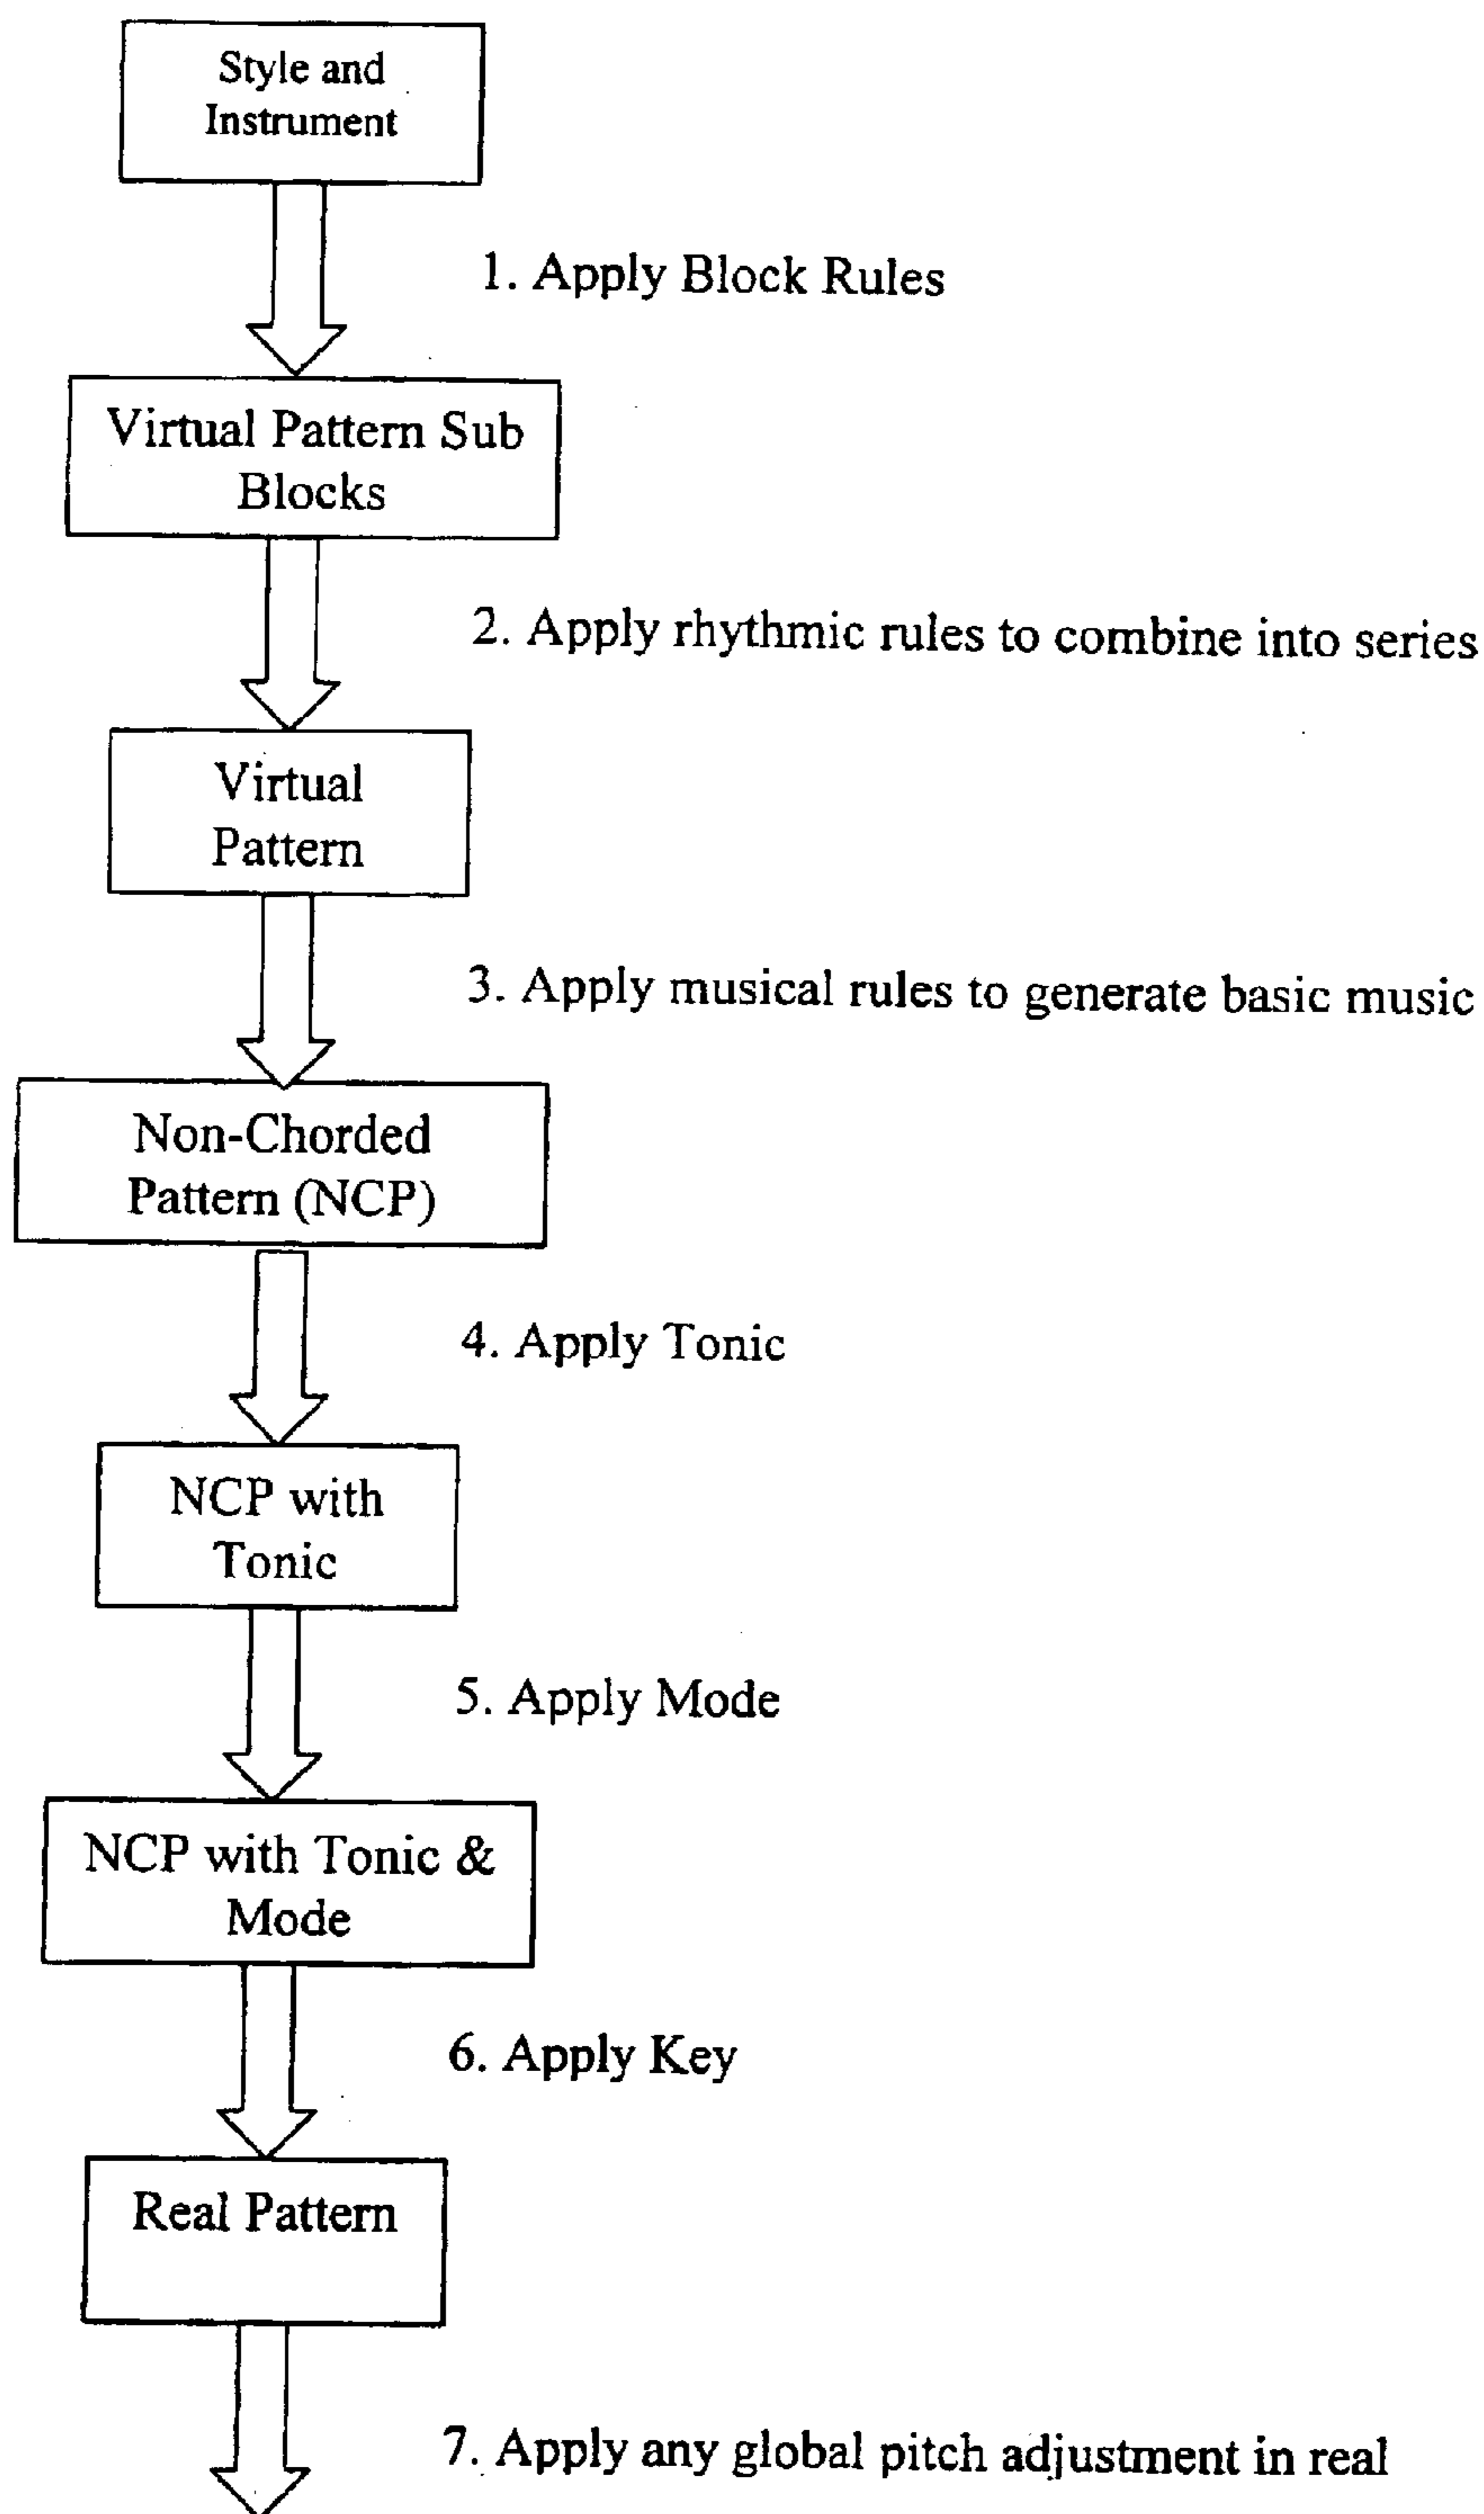 Style and
Instrument
1. Apply Block Rules
Virtual Pattern Sub
Blocks
2. Apply rhythmic rules to combine into series
Virtual
Pattern
3. Apply musical rules to generate basic music
Non-Chorded
Pattern (NCP)
4. Apply Tonic
NCP with
Tonic
5. Apply Mode
NCP with Tonic &
Mode
6. Apply Key
Real Pattern
7. Apply any global pitch adjustment in real